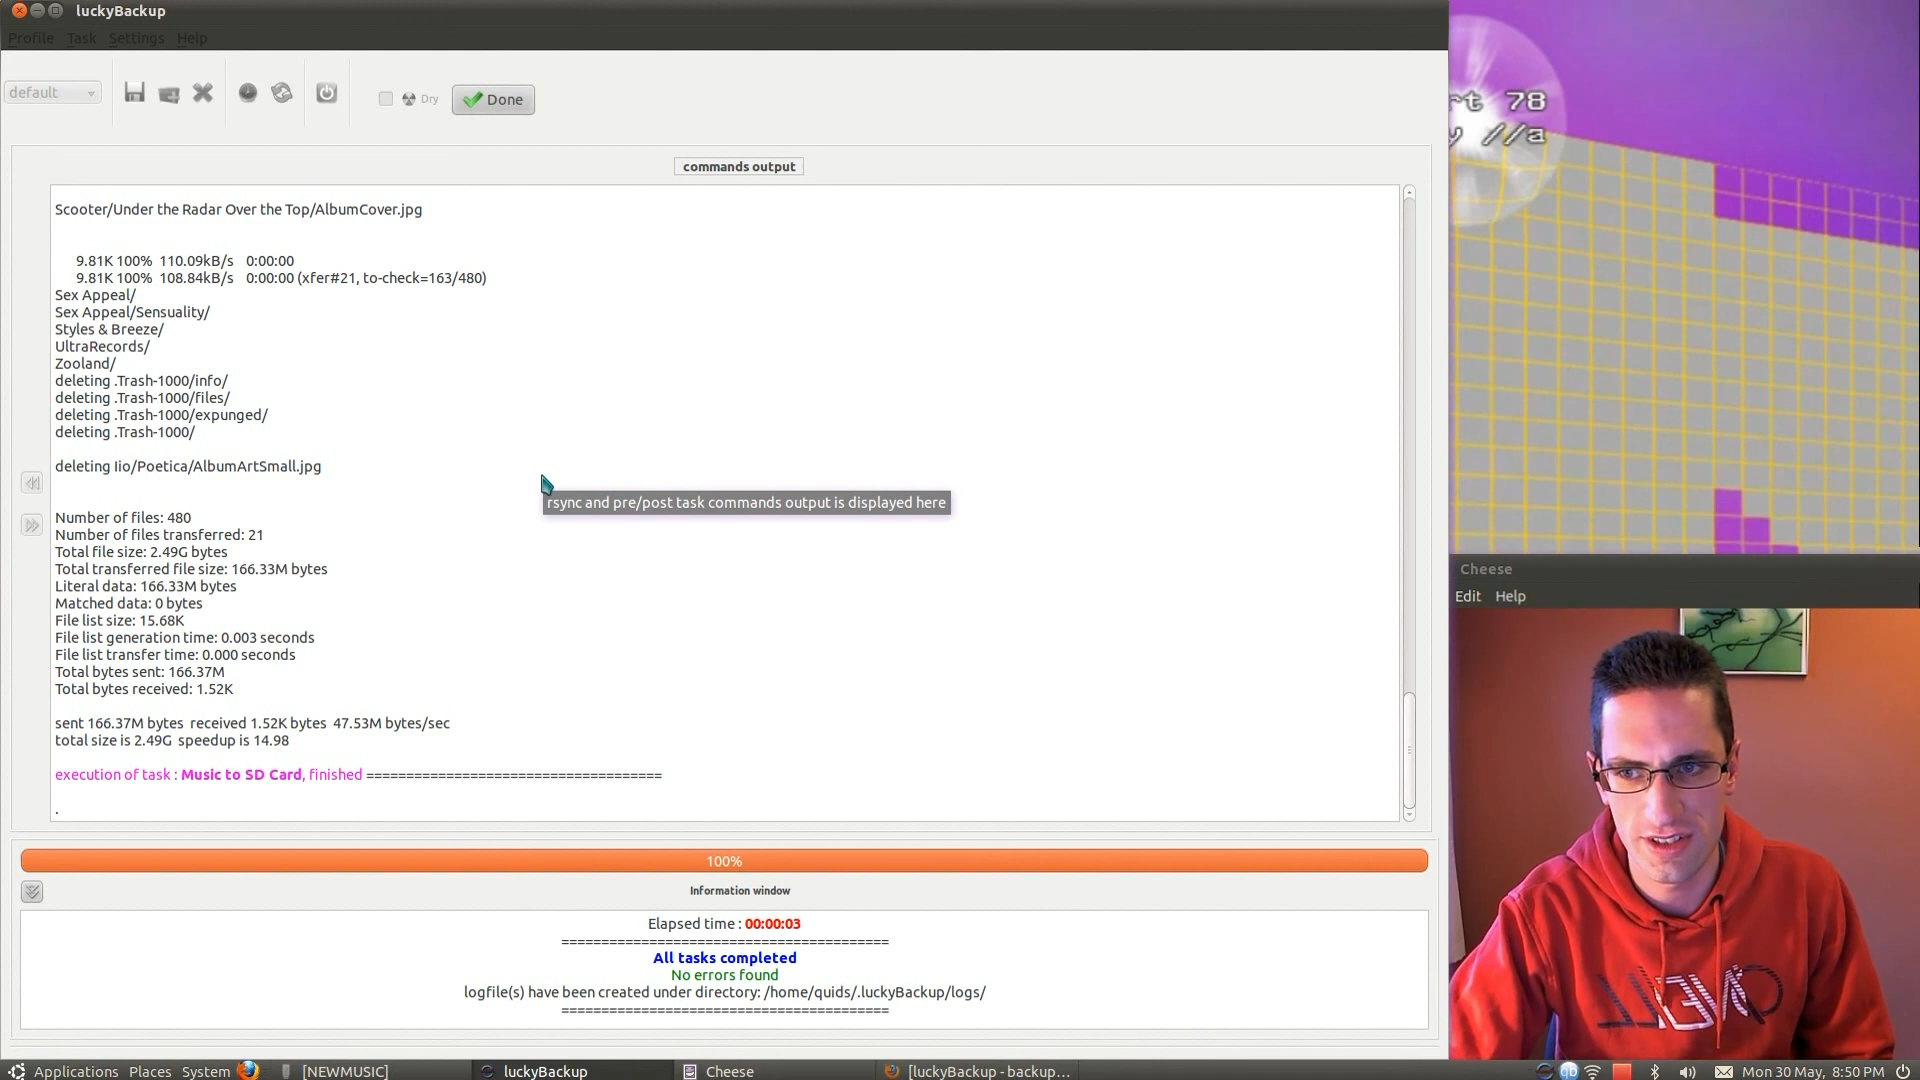 luckyBackup
Profile Task Settings Help
default
Dry
Done
rt 78
y //a
commands output
Scooter/Under the Radar Over the Top/AlbumCover.jpg
9.81K 100% 110.09kB/s 0:00:00
9.81K 100% 108.84kB/s 0:00:00 (xfer#21, to-check=163/480)
Sex Appeal/
Sex Appeal/Sensuality/
Styles & Breeze/
UltraRecords/
Zooland/
deleting .Trash-1000/info/
deleting .Trash-1000/files/
deleting .Trash-1000/expunged/
deleting .Trash-1000/
deleting Iio/Poetica/AlbumArtSmall.jpg
rsync and pre/post task commands output is displayed here
Number of files: 480
Number of files transferred: 21
Total file size: 2.49G bytes
Total transferred file size: 166.33M bytes
Literal data: 166.33M bytes
Matched data: 0 bytes
File list size: 15.68K
File list generation time: 0.003 seconds
File list transfer time: 0.000 seconds
Total bytes sent: 166.37M
Total bytes received: 1.52K
sent 166.37M bytes received 1.52K bytes 47.53M bytes/sec
total size is 2.49G speedup is 14.98
execution of task : Music to SD Card, finished =====================================
.
100%
Information window
Elapsed time : 00:00:03
=========================================
All tasks completed
No errors found
logfile(s) have been created under directory: /home/quids/.luckyBackup/logs/
=========================================
Cheese
Edit Help
Applications Places System [NEWMUSIC] luckyBackup Cheese [luckyBackup - backup... Mon 30 May, 8:50 PM